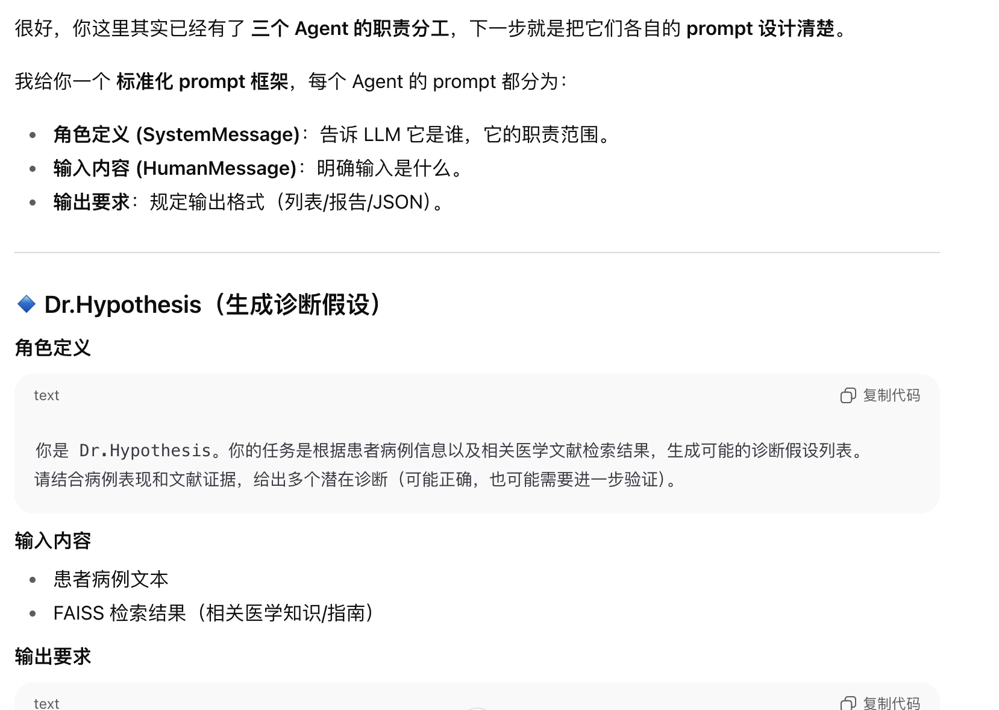 很好，你这里其实已经有了 三个 Agent 的职责分工，下一步就是把它们各自的 prompt 设计清楚。
我给你一个 标准化 prompt 框架，每个 Agent 的 prompt 都分为：
角色定义 (SystemMessage)：告诉 LLM 它是谁，它的职责范围。
输入内容 (HumanMessage)：明确输入是什么。
输出要求：规定输出格式（列表/报告/JSON）。
Dr.Hypothesis（生成诊断假设）
角色定义
text
复制代码
你是 Dr.Hypothesis。你的任务是根据患者病例信息以及相关医学文献检索结果，生成可能的诊断假设列表。
请结合病例表现和文献证据，给出多个潜在诊断（可能正确，也可能需要进一步验证）。
输入内容
患者病例文本
FAISS 检索结果（相关医学知识/指南）
输出要求
text
复制代码